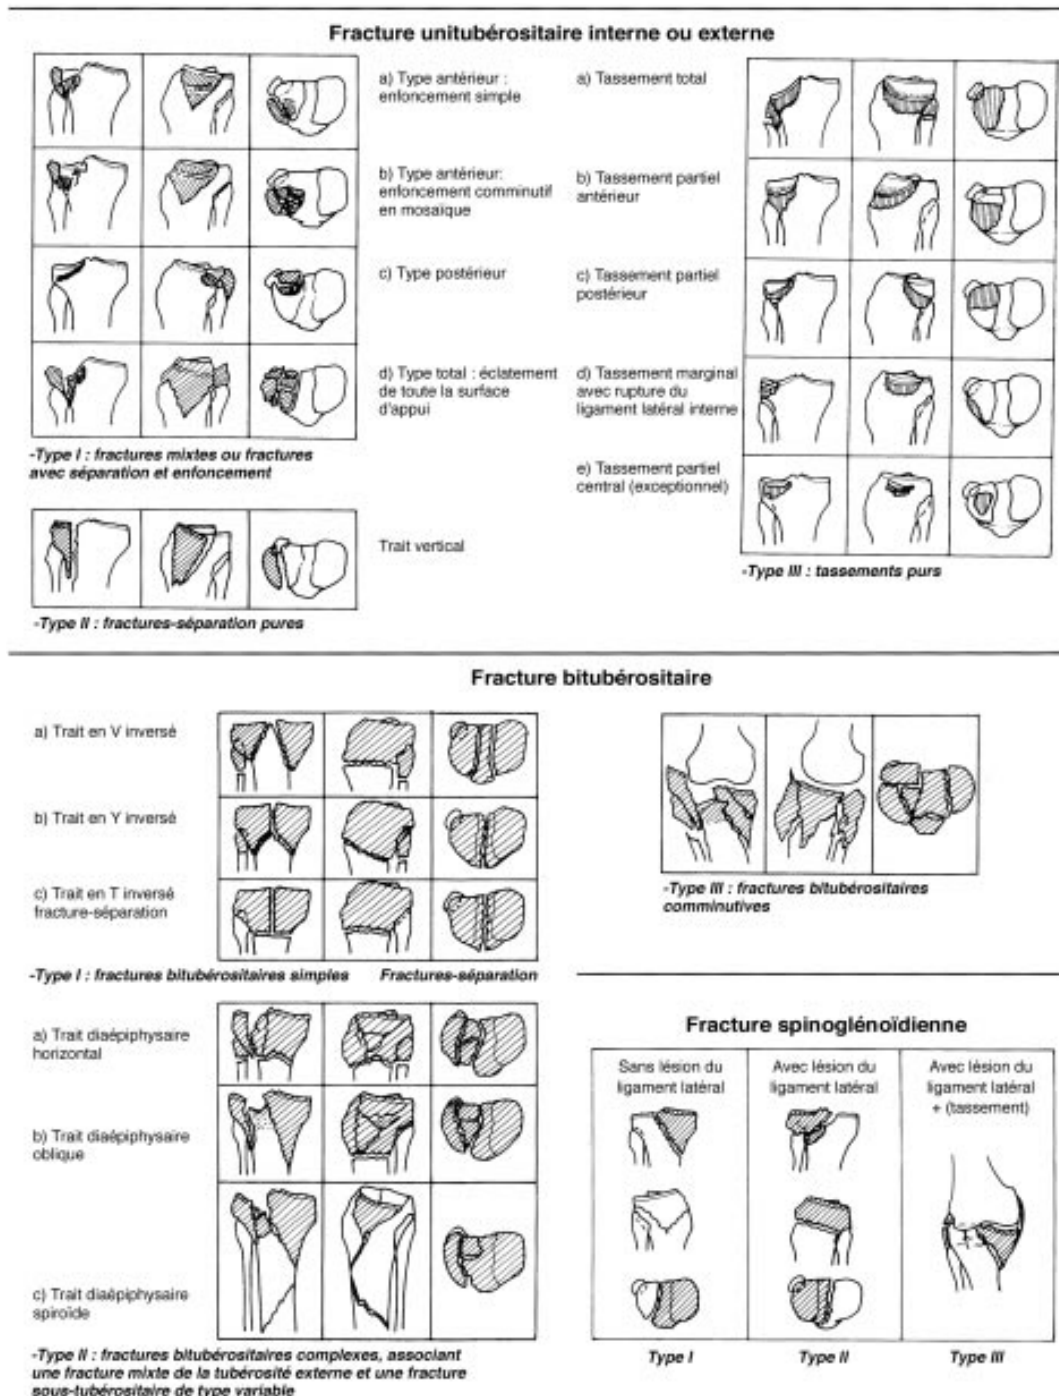 Fracture unitubérositaire interne ou externe
a) Type antérieur :
enfoncement simple
b) Type antérieur:
enfoncement comminutif
en mosaïque
c) Type postérieur
d) Type total : éclatement
de toute la surface
d'appui
-Type I : fractures mixtes ou fractures
avec séparation et enfoncement
Trait vertical
-Type II : fractures-séparation pures
a) Tassement total
b) Tassement partiel
antérieur
c) Tassement partiel
postérieur
d) Tassement marginal
avec rupture du
ligament latéral interne
e) Tassement partiel
central (exceptionnel)
-Type III : tassements purs
Fracture bitubérositaire
a) Trait en V inversé
b) Trait en Y inversé
c) Trait en T inversé
fracture-séparation
-Type I : fractures bitubérositaires simples Fractures-séparation
a) Trait diaépiphysaire
horizontal
b) Trait diaépiphysaire
oblique
c) Trait diaépiphysaire
spiroïde
-Type II : fractures bitubérositaires complexes, associant
une fracture mixte de la tubérosité externe et une fracture
sous-tubérositaire de type variable
-Type III : fractures bitubérositaires
comminutives
Fracture spinoglénoïdienne
Sans lésion du
ligament latéral
Avec lésion du
ligament latéral
Avec lésion du
ligament latéral
+ (tassement)
Type I
Type II
Type III